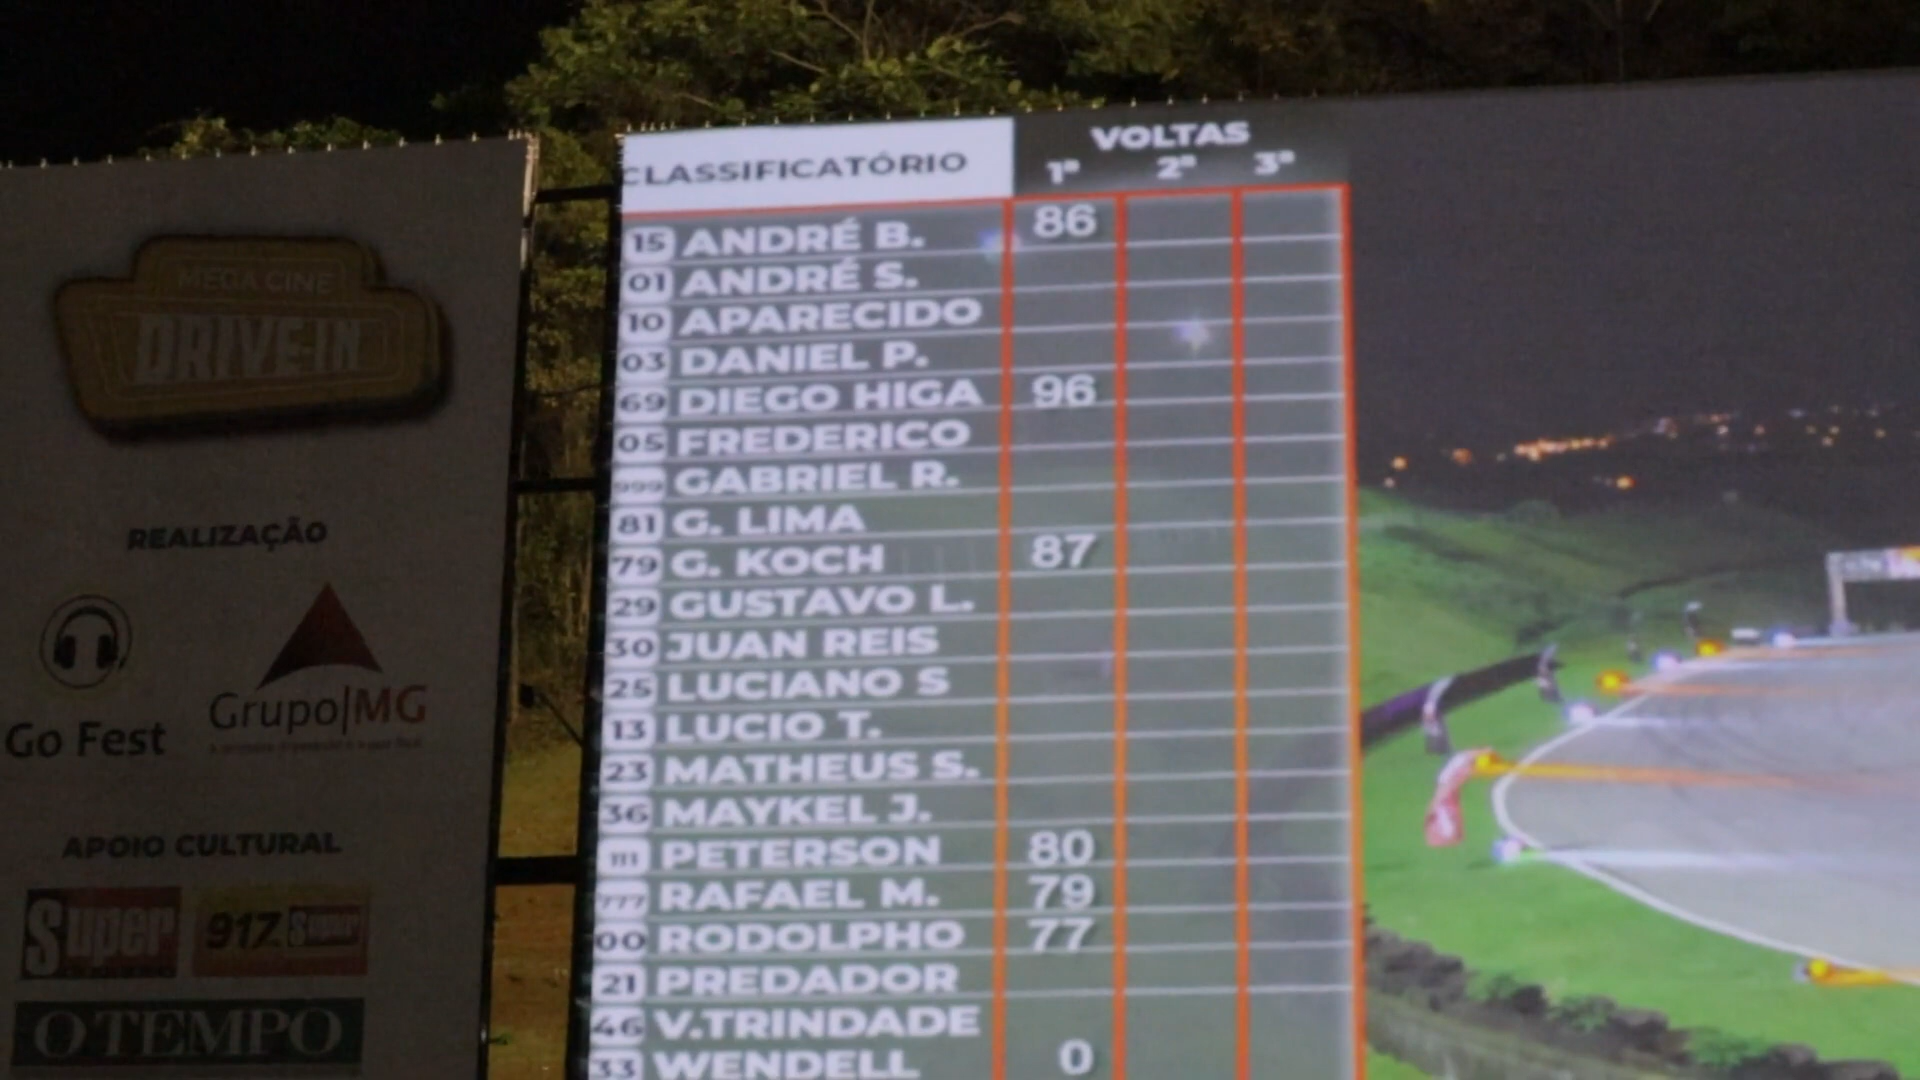 MEGA CINE
DRIVE-IN
REALIZAÇÃO
Go Fest
Grupo|MG
APOIO CULTURAL
Super
917. Super
O TEMPO
CLASSIFICATÓRIO
VOLTAS
1ª 2ª 3ª
15 ANDRÉ B. 86
01 ANDRÉ S.
10 APARECIDO
03 DANIEL P.
69 DIEGO HIGA 96
05 FREDERICO
999 GABRIEL R.
81 G. LIMA
79 G. KOCH 87
29 GUSTAVO L.
30 JUAN REIS
25 LUCIANO S
13 LUCIO T.
23 MATHEUS S.
36 MAYKEL J.
111 PETERSON 80
777 RAFAEL M. 79
00 RODOLPHO 77
21 PREDADOR
46 V.TRINDADE
33 WENDELL 0